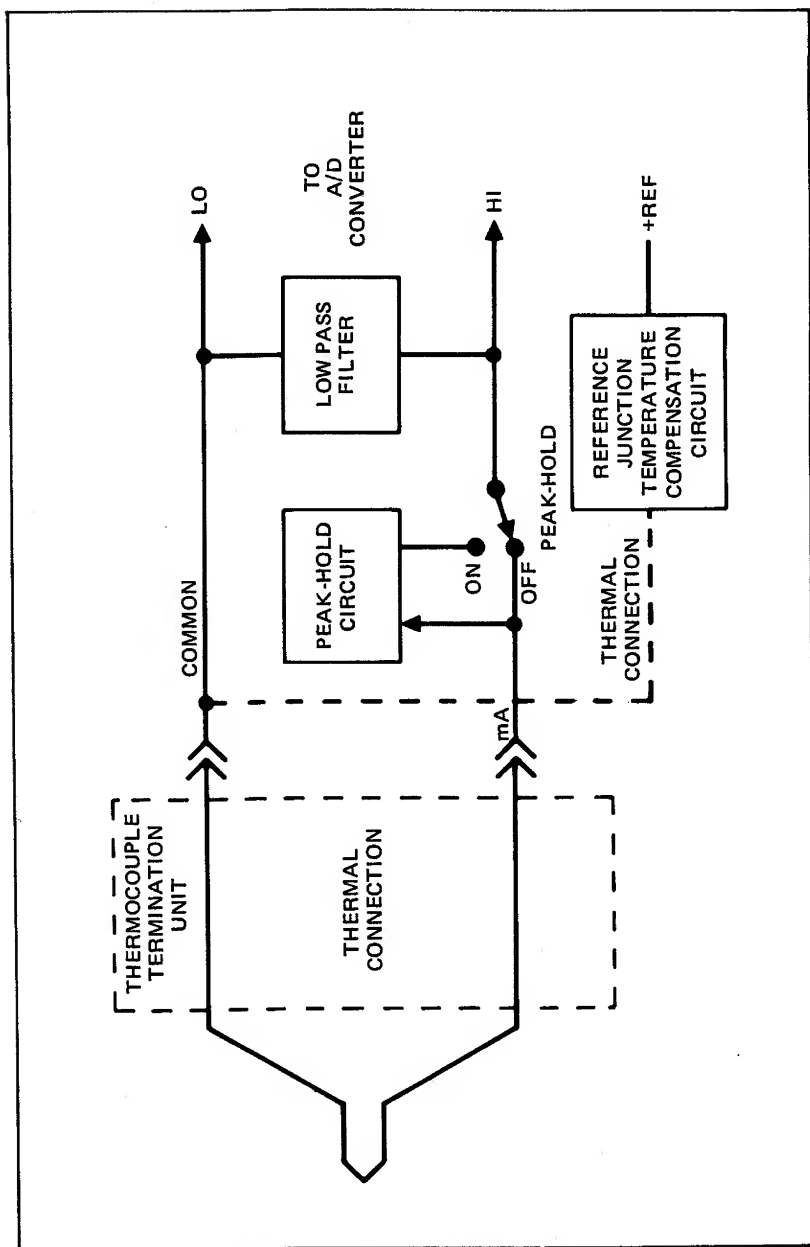 THERMOCOUPLE
TERMINATION
UNIT
THERMAL
CONNECTION
COMMON
mA
PEAK-HOLD
CIRCUIT
ON
OFF
PEAK-HOLD
THERMAL
CONNECTION
LOW PASS
FILTER
LO
TO
A/D
CONVERTER
HI
REFERENCE
JUNCTION
TEMPERATURE
COMPENSATION
CIRCUIT
+REF